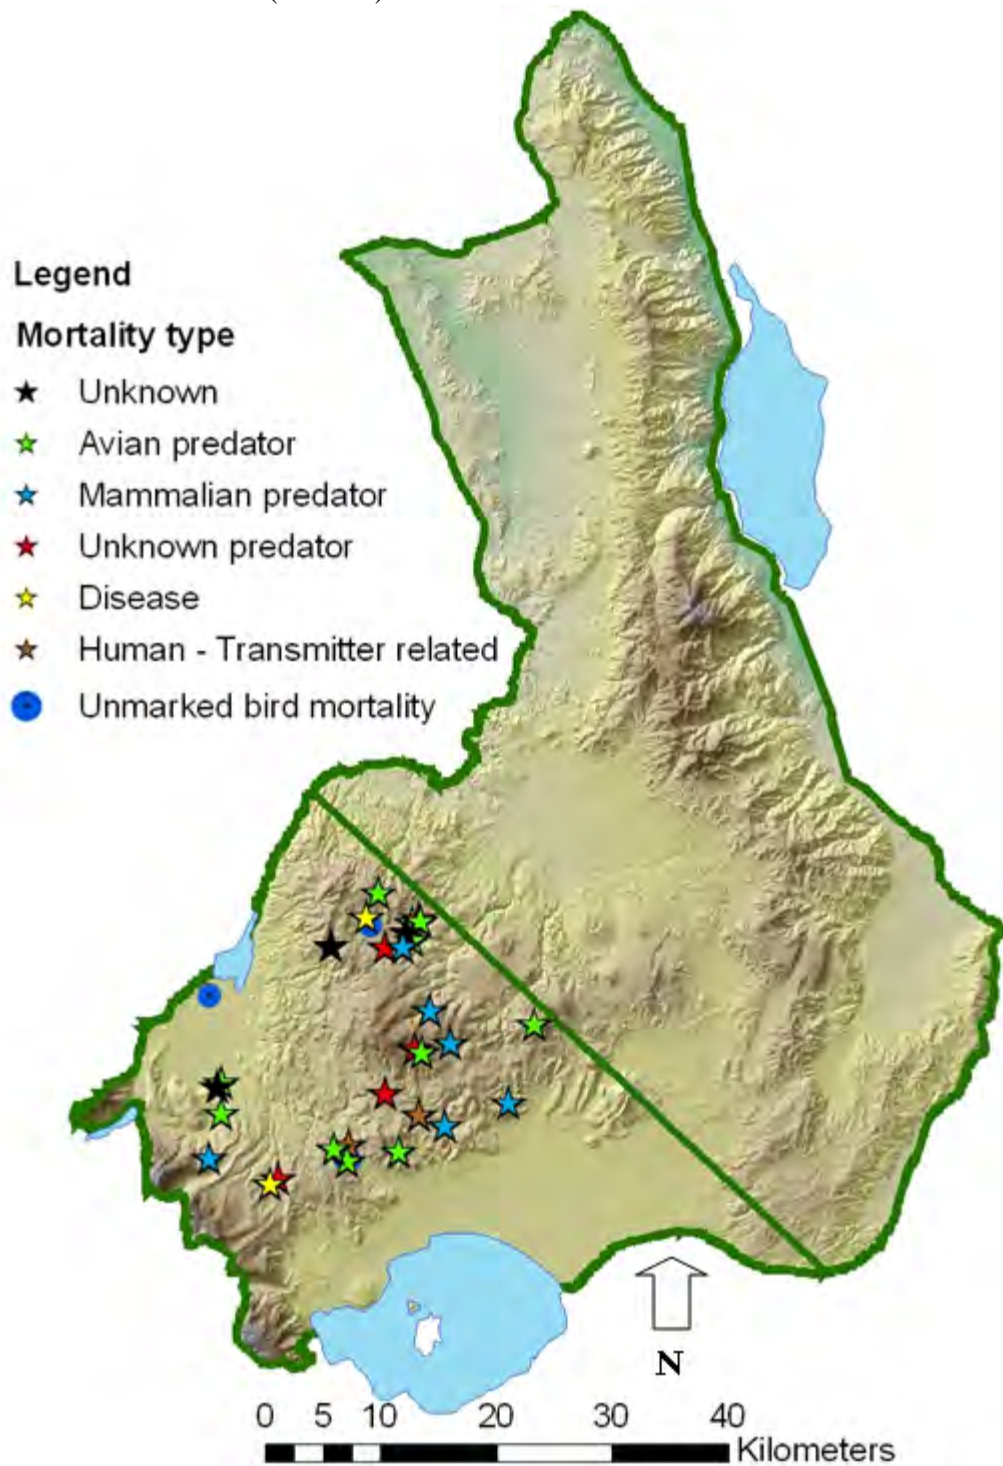 Legend
Mortality type
Unknown
Avian predator
Mammalian predator
Unknown predator
Disease
Human - Transmitter related
Unmarked bird mortality
N
0 5 10 20 30 40
Kilometers